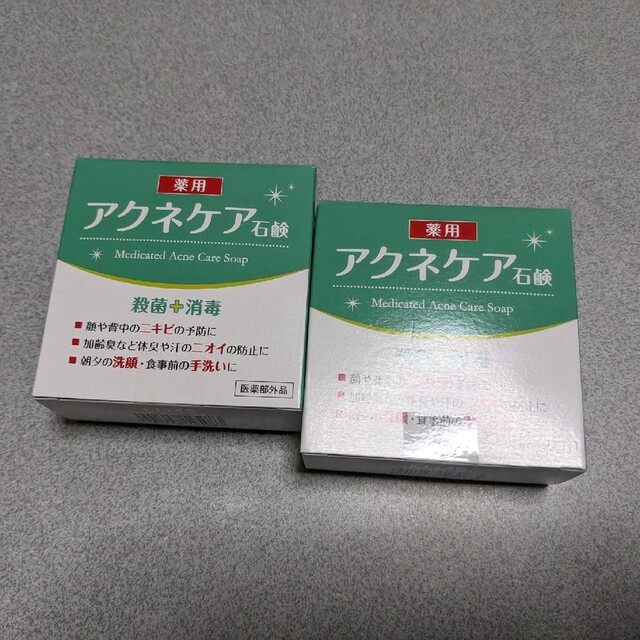 薬用
アクネケア石鹸
Medicated Acne Care Soap
殺菌+消毒
■顔や背中のニキビの予防に
■加齢臭など体臭や汗のニオイの防止に
■朝夕の洗顔・食事前の手洗いに
医薬部外品
薬用
アクネケア石鹸
Medicated Acne Care Soap